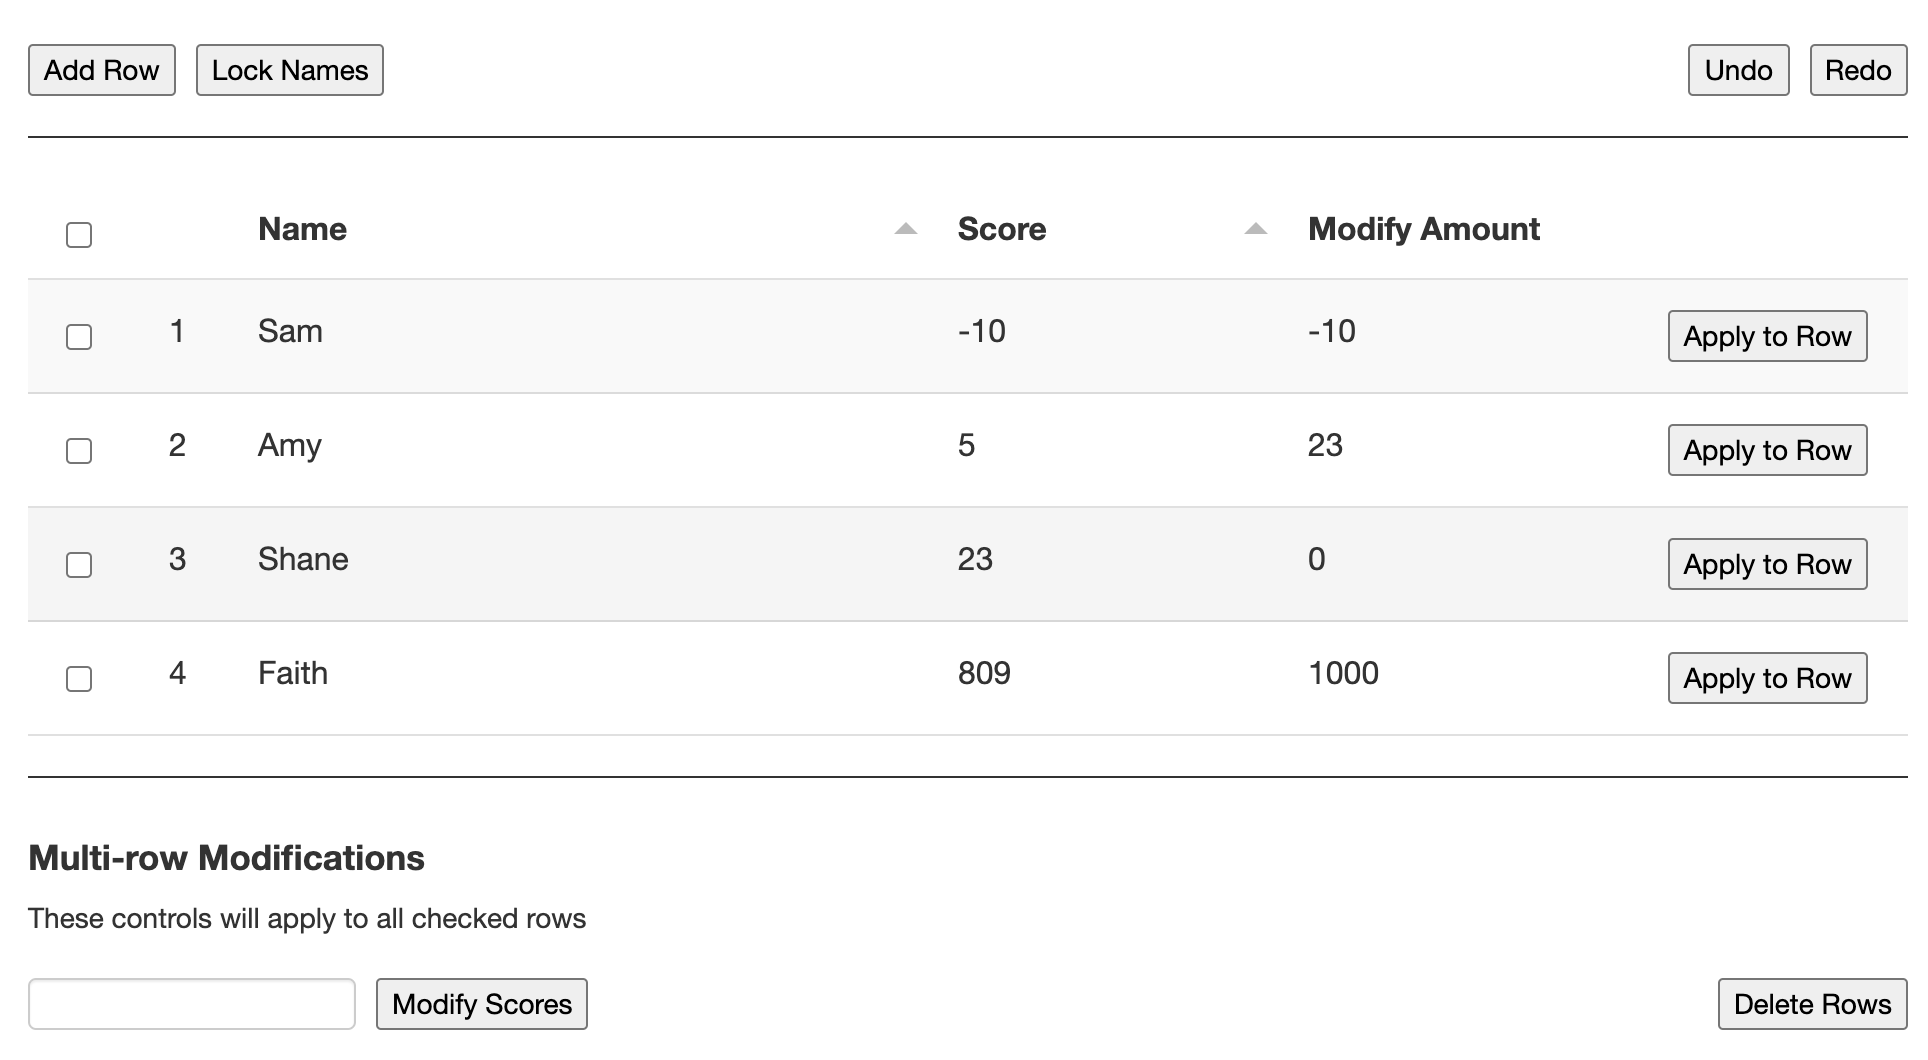 Add Row Lock Names Undo Redo
Name Score Modify Amount
1 Sam -10 -10 Apply to Row
2 Amy 5 23 Apply to Row
3 Shane 23 0 Apply to Row
4 Faith 809 1000 Apply to Row
Multi-row Modifications
These controls will apply to all checked rows
Modify Scores Delete Rows